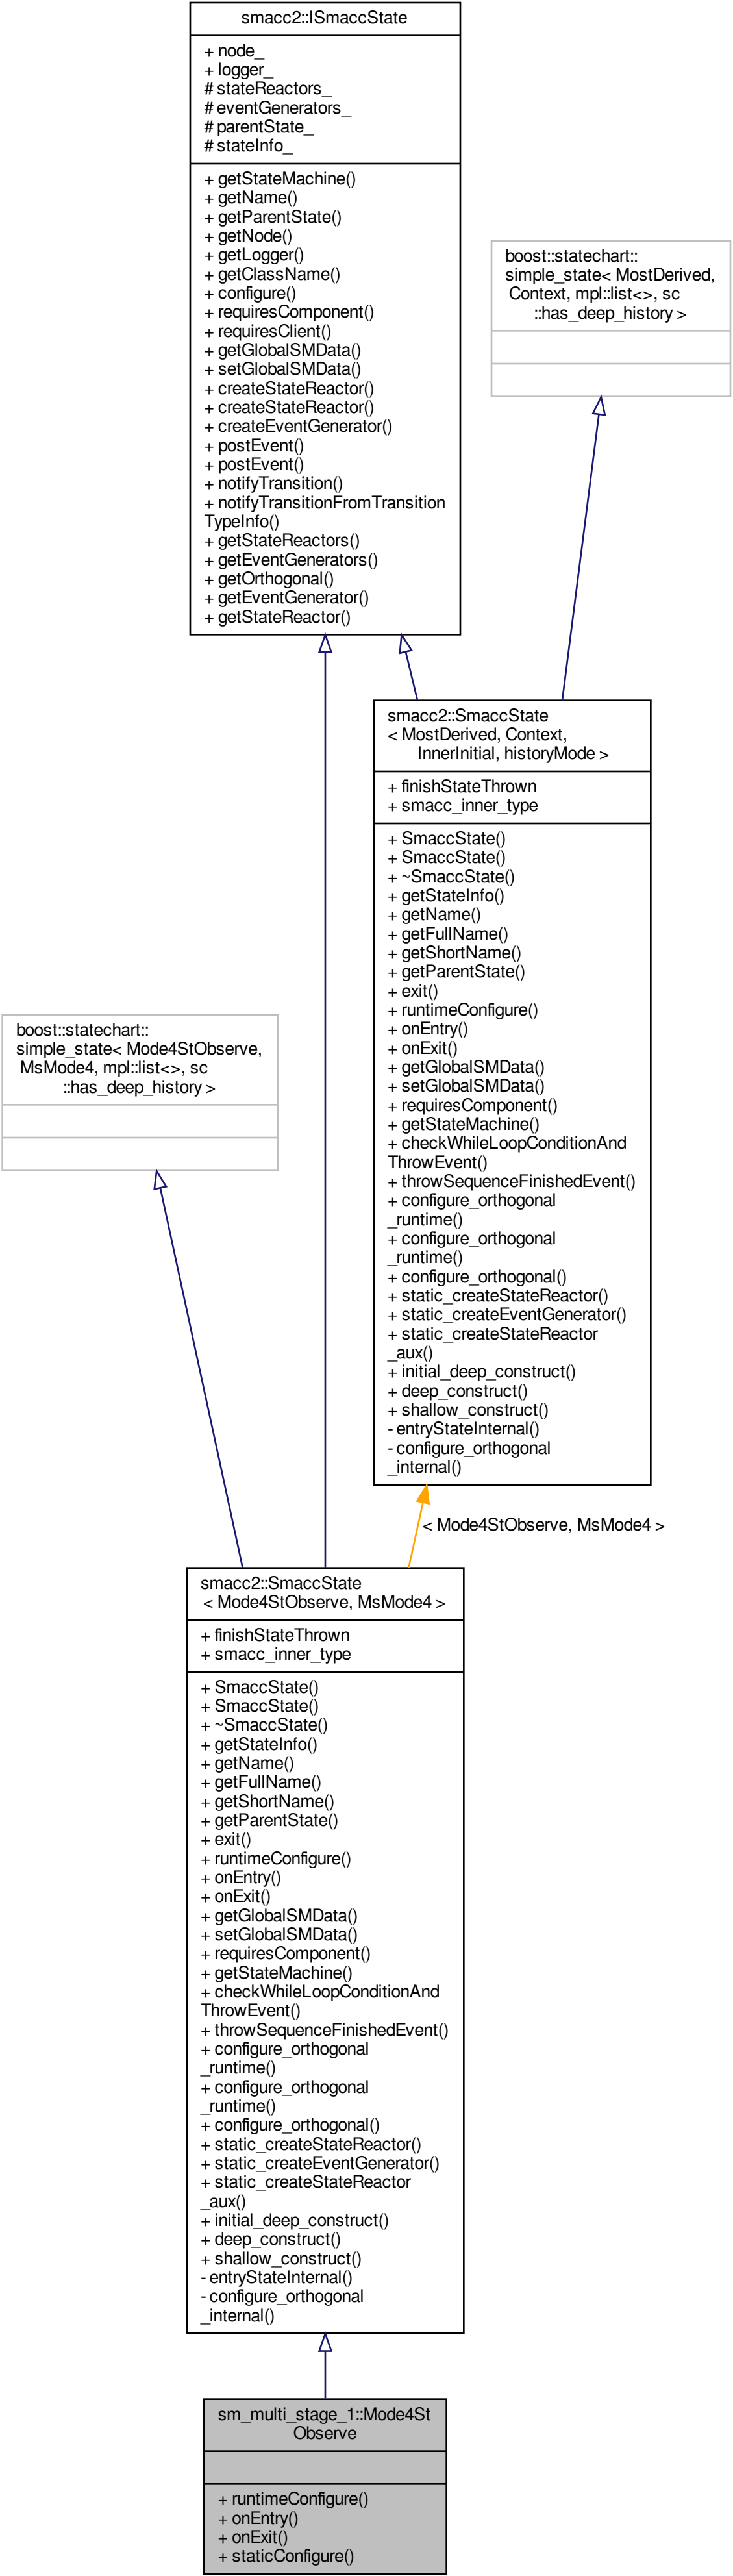 smacc2::ISmaccState
+ node_
+ logger_
# stateReactors_
# eventGenerators_
# parentState_
# stateInfo_
+ getStateMachine()
+ getName()
+ getParentState()
+ getNode()
+ getLogger()
+ getClassName()
+ configure()
+ requiresComponent()
+ requiresClient()
+ getGlobalSMData()
+ setGlobalSMData()
+ createStateReactor()
+ createStateReactor()
+ createEventGenerator()
+ postEvent()
+ postEvent()
+ notifyTransition()
+ notifyTransitionFromTransition
TypeInfo()
+ getStateReactors()
+ getEventGenerators()
+ getOrthogonal()
+ getEventGenerator()
+ getStateReactor()
boost::statechart::
simple_state< MostDerived,
Context, mpl::list<>, sc
::has_deep_history >
smacc2::SmaccState
< MostDerived, Context,
InnerInitial, historyMode >
+ finishStateThrown
+ smacc_inner_type
+ SmaccState()
+ SmaccState()
+ ~SmaccState()
+ getStateInfo()
+ getName()
+ getFullName()
+ getShortName()
+ getParentState()
+ exit()
+ runtimeConfigure()
+ onEntry()
+ onExit()
+ getGlobalSMData()
+ setGlobalSMData()
+ requiresComponent()
+ getStateMachine()
+ checkWhileLoopConditionAnd
ThrowEvent()
+ throwSequenceFinishedEvent()
+ configure_orthogonal
_runtime()
+ configure_orthogonal
_runtime()
+ configure_orthogonal()
+ static_createStateReactor()
+ static_createEventGenerator()
+ static_createStateReactor
_aux()
+ initial_deep_construct()
+ deep_construct()
+ shallow_construct()
- entryStateInternal()
- configure_orthogonal
_internal()
boost::statechart::
simple_state< Mode4StObserve,
MsMode4, mpl::list<>, sc
::has_deep_history >
< Mode4StObserve, MsMode4 >
smacc2::SmaccState
< Mode4StObserve, MsMode4 >
+ finishStateThrown
+ smacc_inner_type
+ SmaccState()
+ SmaccState()
+ ~SmaccState()
+ getStateInfo()
+ getName()
+ getFullName()
+ getShortName()
+ getParentState()
+ exit()
+ runtimeConfigure()
+ onEntry()
+ onExit()
+ getGlobalSMData()
+ setGlobalSMData()
+ requiresComponent()
+ getStateMachine()
+ checkWhileLoopConditionAnd
ThrowEvent()
+ throwSequenceFinishedEvent()
+ configure_orthogonal
_runtime()
+ configure_orthogonal
_runtime()
+ configure_orthogonal()
+ static_createStateReactor()
+ static_createEventGenerator()
+ static_createStateReactor
_aux()
+ initial_deep_construct()
+ deep_construct()
+ shallow_construct()
- entryStateInternal()
- configure_orthogonal
_internal()
sm_multi_stage_1::Mode4St
Observe
+ runtimeConfigure()
+ onEntry()
+ onExit()
+ staticConfigure()